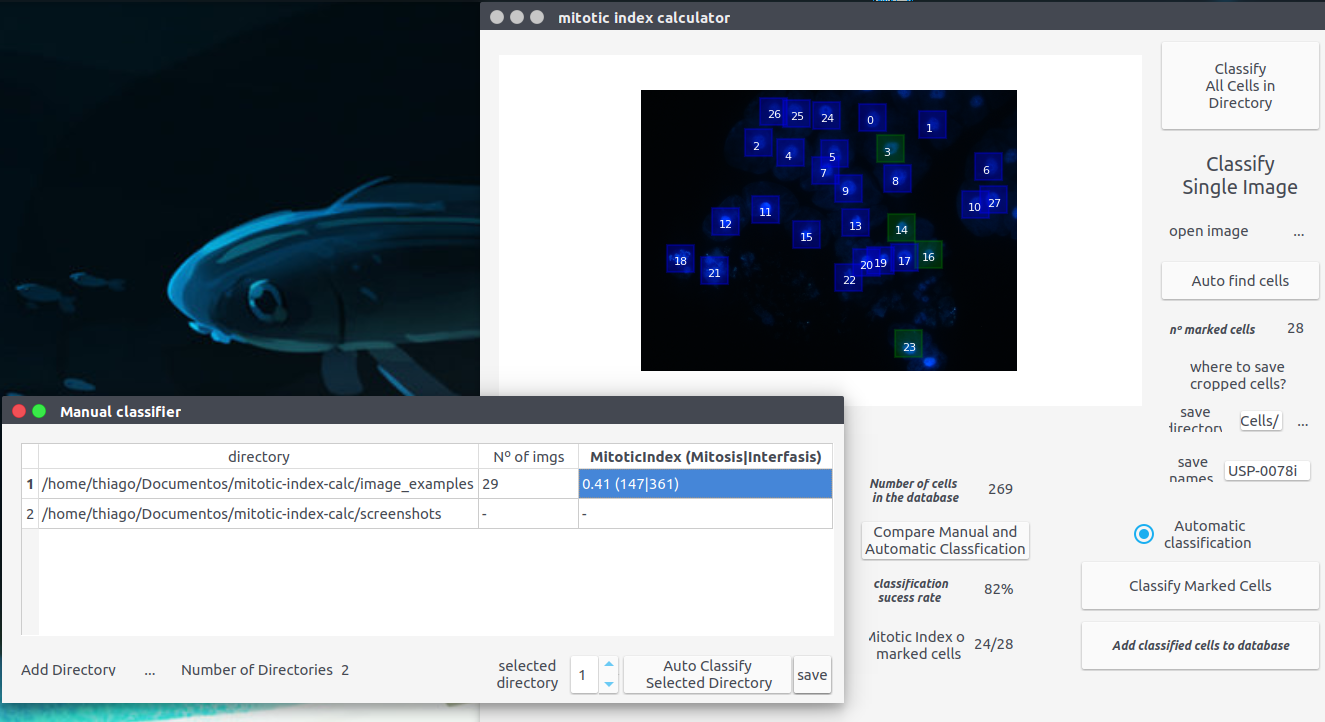 mitotic index calculator
26 25 24 0 1
2 4 5 3
7 9 8 6
10 27
12 11 15 13 14
18 21 20 19 17 16
22
23
Classify
All Cells in
Directory
Classify
Single Image
open image ...
Auto find cells
nº marked cells 28
where to save
cropped cells?
save
directory
Cells/ ...
save
names
USP-0078i
Automatic
classification
Classify Marked Cells
Add classified cells to database
Number of cells
in the database
269
Compare Manual and
Automatic Classfication
classification
sucess rate
82%
Mitotic Index o
marked cells
24/28
Manual classifier
directory Nº of imgs MitoticIndex (Mitosis|Interfasis)
1 /home/thiago/Documentos/mitotic-index-calc/image_examples 29 0.41 (147|361)
2 /home/thiago/Documentos/mitotic-index-calc/screenshots - -
Add Directory ... Number of Directories 2
selected
directory
1
Auto Classify
Selected Directory
save